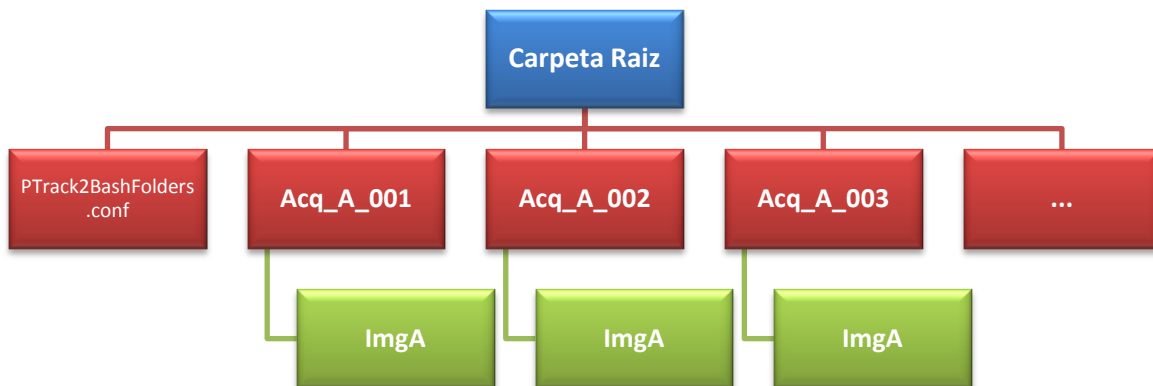 Carpeta Raiz
PTrack2BashFolders
.conf
Acq_A_001
Acq_A_002
Acq_A_003
...
ImgA
ImgA
ImgA